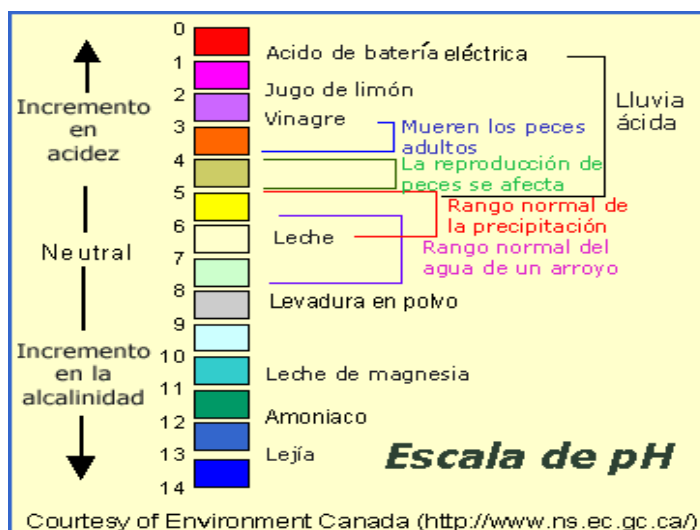 0
Acido de batería eléctrica
1
Jugo de limón
2
Incremento
en
acidez
Vinagre
Lluvia
ácida
3
Mueren los peces
adultos
4
La reproducción de
peces se afecta
5
Rango normal de
la precipitación
6
Leche
Neutral
Rango normal del
agua de un arroyo
7
8
Levadura en polvo
9
Incremento
en la
alcalinidad
10
Leche de magnesia
11
Amoniaco
12
13
Lejía
14
Escala de pH
Courtesy of Environment Canada (http://www.ns.ec.gc.ca/)